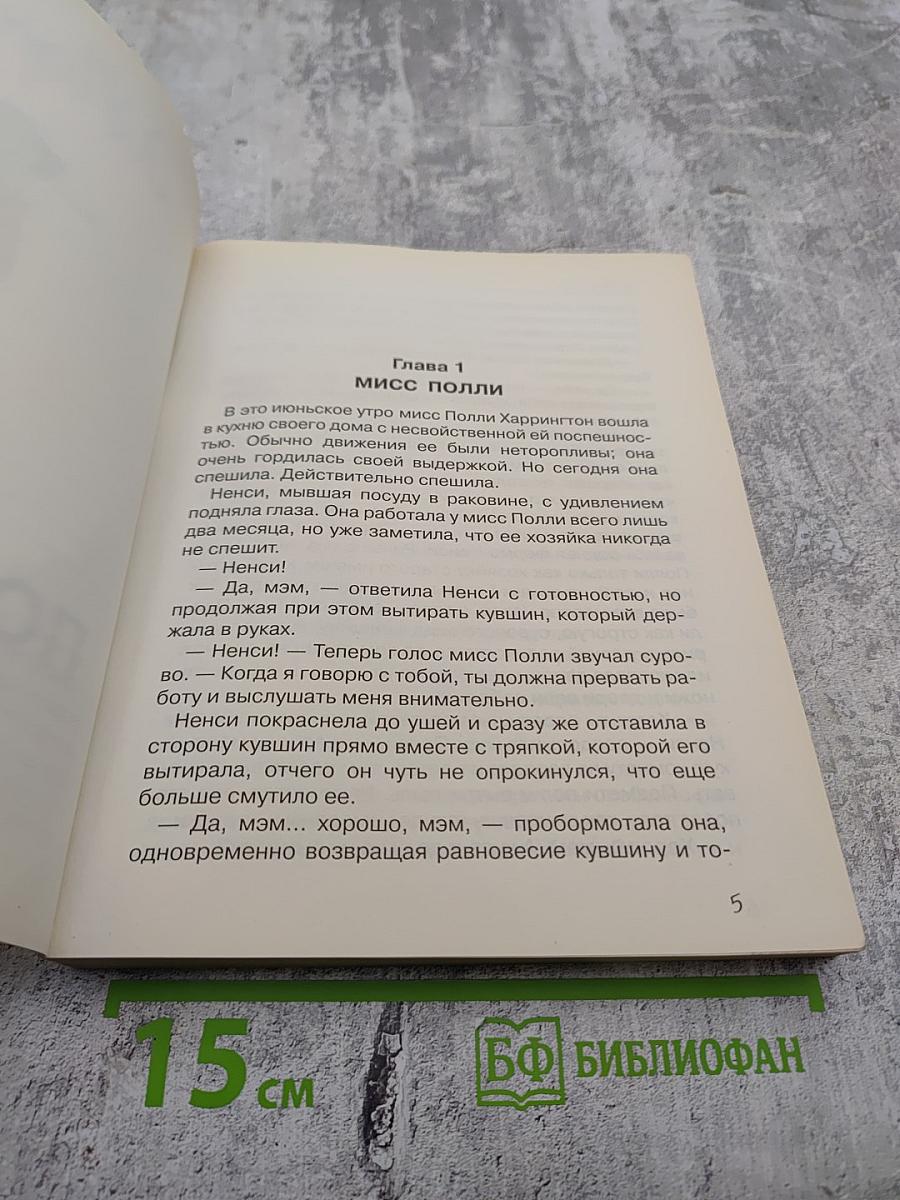 Глава 1
МИСС ПОЛЛИ
В это июньское утро мисс Полли Харрингтон вошла
в кухню своего дома с несвойственной ей поспешнос-
тью. Обычно движения ее были неторопливы; она
очень гордилась своей выдержкой. Но сегодня она
спешила. Действительно спешила.
Ненси, мывшая посуду в раковине, с удивлением
подняла глаза. Она работала у мисс Полли всего лишь
два месяца, но уже заметила, что ее хозяйка никогда
не спешит.
— Ненси!
— Да, мэм, — ответила Ненси с готовностью, но
продолжая при этом вытирать кувшин, который дер-
жала в руках.
— Ненси! — Теперь голос мисс Полли звучал суро-
во. — Когда я говорю с тобой, ты должна прервать ра-
боту и выслушать меня внимательно.
Ненси покраснела до ушей и сразу же отставила в
сторону кувшин прямо вместе с тряпкой, которой его
вытирала, отчего он чуть не опрокинулся, что еще
больше смутило ее.
— Да, мэм... хорошо, мэм, — пробормотала она,
одновременно возвращая равновесие кувшину и то-
5
15 см
БФ БИБЛИОФАН